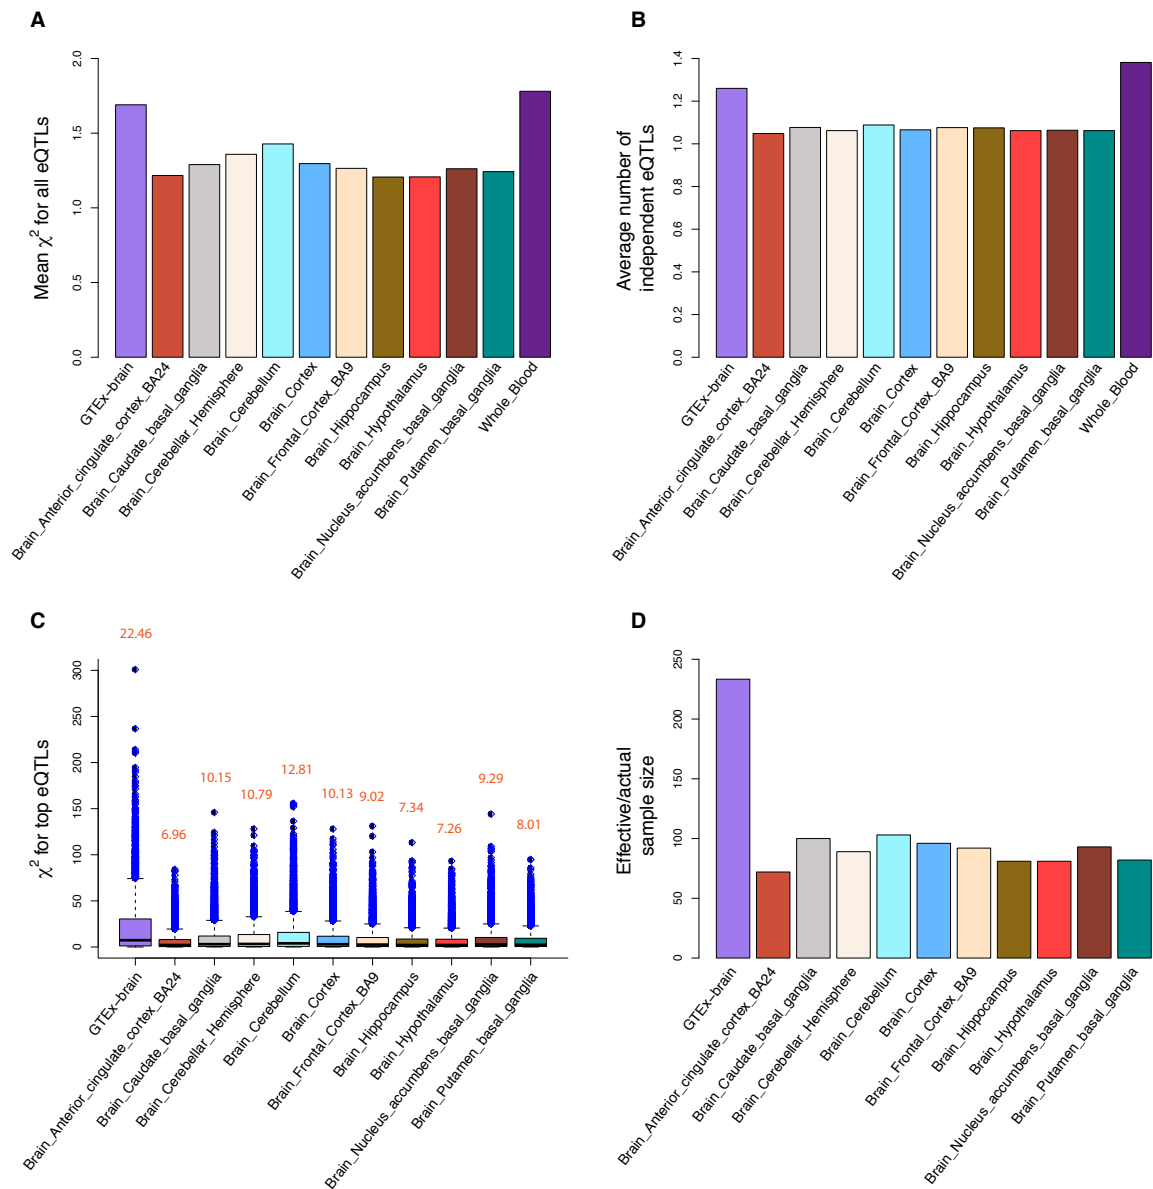 A
Mean χ² for all eQTLs
0.0
0.5
1.0
1.5
2.0
GTEx−brain
Brain_Anterior_cingulate_cortex_BA24
Brain_Caudate_basal_ganglia
Brain_Cerebellar_Hemisphere
Brain_Cerebellum
Brain_Cortex
Brain_Frontal_Cortex_BA9
Brain_Hippocampus
Brain_Hypothalamus
Brain_Nucleus_accumbens_basal_ganglia
Brain_Putamen_basal_ganglia
Whole_Blood
B
Average number of
independent eQTLs
0.0
0.2
0.4
0.6
0.8
1.0
1.2
1.4
GTEx−brain
Brain_Anterior_cingulate_cortex_BA24
Brain_Caudate_basal_ganglia
Brain_Cerebellar_Hemisphere
Brain_Cerebellum
Brain_Cortex
Brain_Frontal_Cortex_BA9
Brain_Hippocampus
Brain_Hypothalamus
Brain_Nucleus_accumbens_basal_ganglia
Brain_Putamen_basal_ganglia
Whole_Blood
C
χ² for top eQTLs
0
50
100
150
200
250
300
22.46
6.96
10.15
10.79
12.81
10.13
9.02
7.34
7.26
9.29
8.01
GTEx−brain
Brain_Anterior_cingulate_cortex_BA24
Brain_Caudate_basal_ganglia
Brain_Cerebellar_Hemisphere
Brain_Cerebellum
Brain_Cortex
Brain_Frontal_Cortex_BA9
Brain_Hippocampus
Brain_Hypothalamus
Brain_Nucleus_accumbens_basal_ganglia
Brain_Putamen_basal_ganglia
D
Effective/actual
sample size
0
50
100
150
200
250
GTEx−brain
Brain_Anterior_cingulate_cortex_BA24
Brain_Caudate_basal_ganglia
Brain_Cerebellar_Hemisphere
Brain_Cerebellum
Brain_Cortex
Brain_Frontal_Cortex_BA9
Brain_Hippocampus
Brain_Hypothalamus
Brain_Nucleus_accumbens_basal_ganglia
Brain_Putamen_basal_ganglia